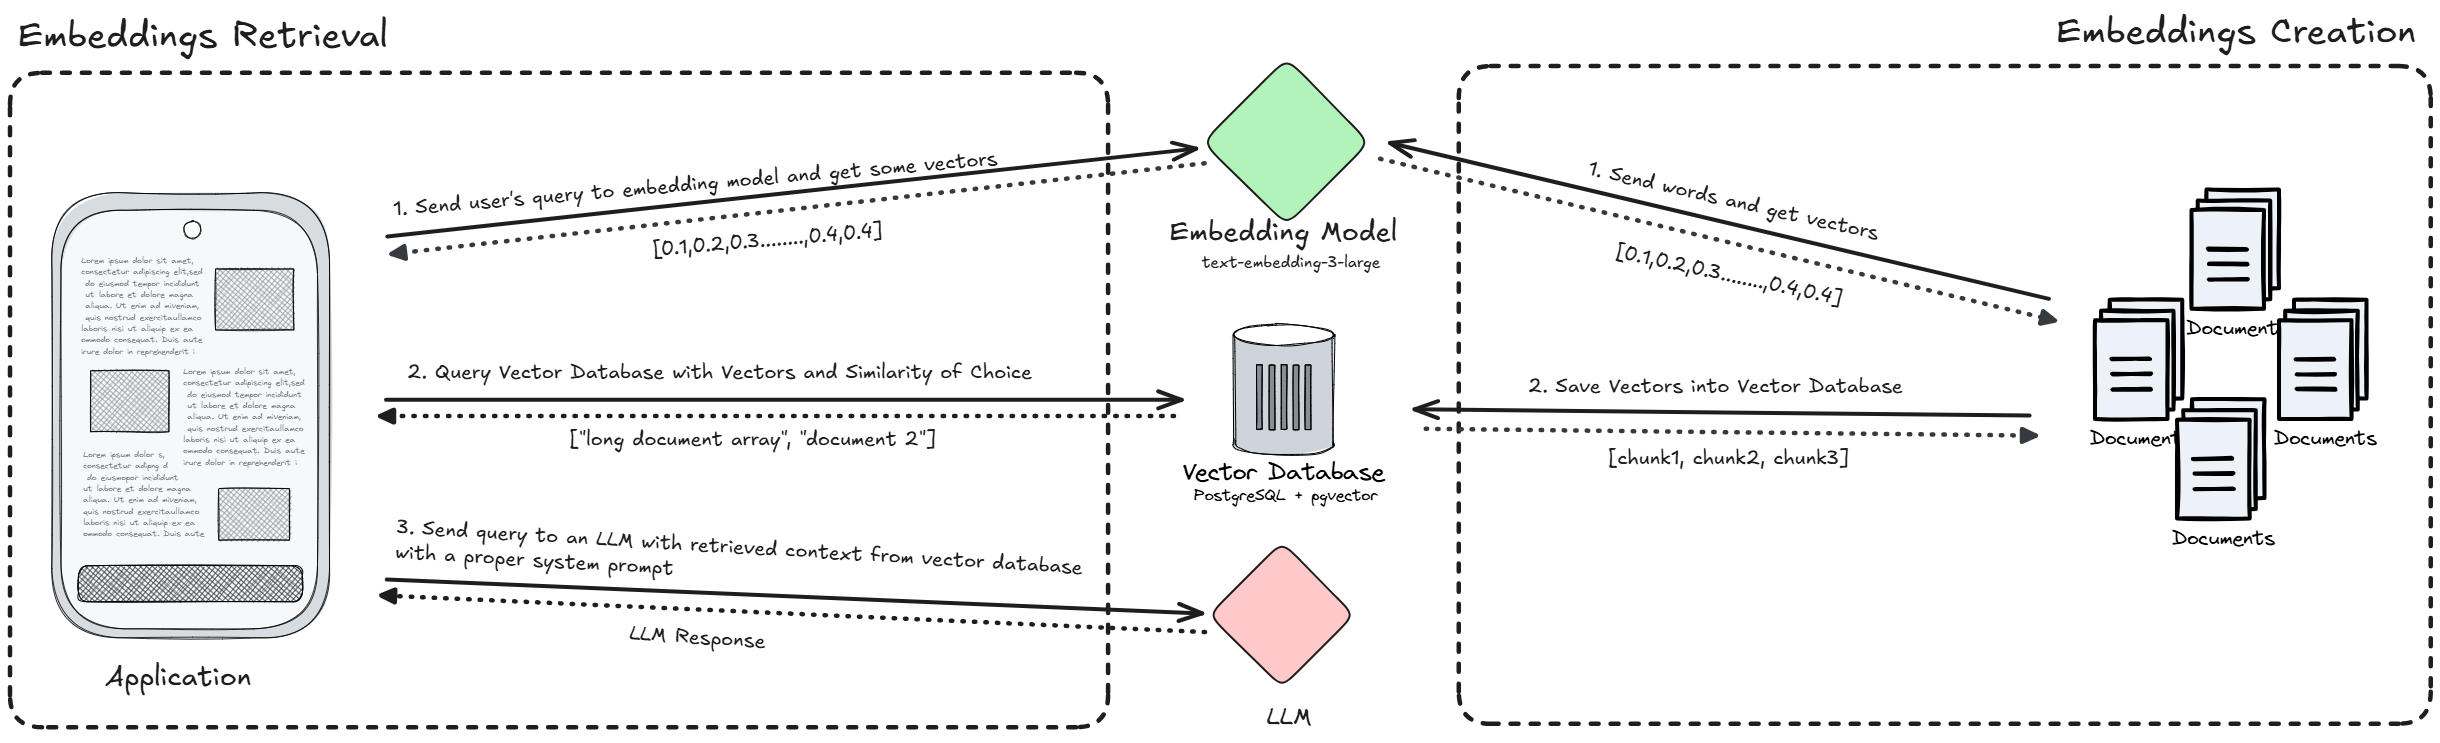 Embeddings Retrieval
Embeddings Creation
1. Send user's query to embedding model and get some vectors
[0.1,0.2,0.3........,0.4,0.4]
Embedding Model
text-embedding-3-large
1. Send words and get vectors
[0.1,0.2,0.3........,0.4,0.4]
Lorem ipsum dolor sit amet,
consectetur adipiscing elit,sed
do eiusmod tempor incididunt
ut labore et dolore magna
aliqua. Ut enim ad miveniam,
quis nostrud exercitaullamco
laboris nisi ut aliquip ex ea
ommodo consequat. Duis aute
irure dolor in reprehenderit i
Lorem ipsum dolor sit amet,
consectetur adipiscing elit,sed
do eiusmod tempor incididunt
ut labore et dolore magna
aliqua. Ut enim ad miveniam,
quis nostrud exercitaullamco
laboris nisi ut aliquip ex ea
ommodo consequat. Duis aute
irure dolor in reprehenderit i
Lorem ipsum dolor s,
consectetur adipng d
do eiusmopor incididunt
ut labore et dolore magna
aliqua. Ut enim ad miveniam,
quis nostrud exercitaullamco
laboris nisi ut aliquip ex ea
ommodo consequat. Duis aute
Application
2. Query Vector Database with Vectors and Similarity of Choice
["long document array", "document 2"]
Vector Database
PostgreSQL + pgvector
2. Save Vectors into Vector Database
[chunk1, chunk2, chunk3]
Document
Document
Documents
Documents
3. Send query to an LLM with retrieved context from vector database
with a proper system prompt
LLM Response
LLM